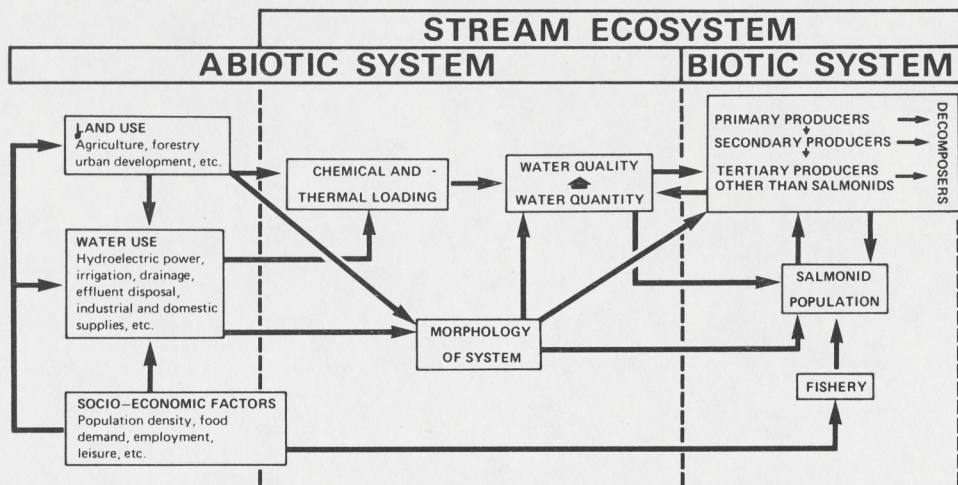 STREAM ECOSYSTEM
ABIOTIC SYSTEM
BIOTIC SYSTEM
LAND USE
Agriculture, forestry
urban development, etc.
CHEMICAL AND
THERMAL LOADING
WATER QUALITY
WATER QUANTITY
PRIMARY PRODUCERS
SECONDARY PRODUCERS
TERTIARY PRODUCERS
OTHER THAN SALMONIDS
DECOMPOSERS
WATER USE
Hydroelectric power,
irrigation, drainage,
effluent disposal,
industrial and domestic
supplies, etc.
MORPHOLOGY
OF SYSTEM
SALMONID
POPULATION
FISHERY
SOCIO-ECONOMIC FACTORS
Population density, food
demand, employment,
leisure, etc.